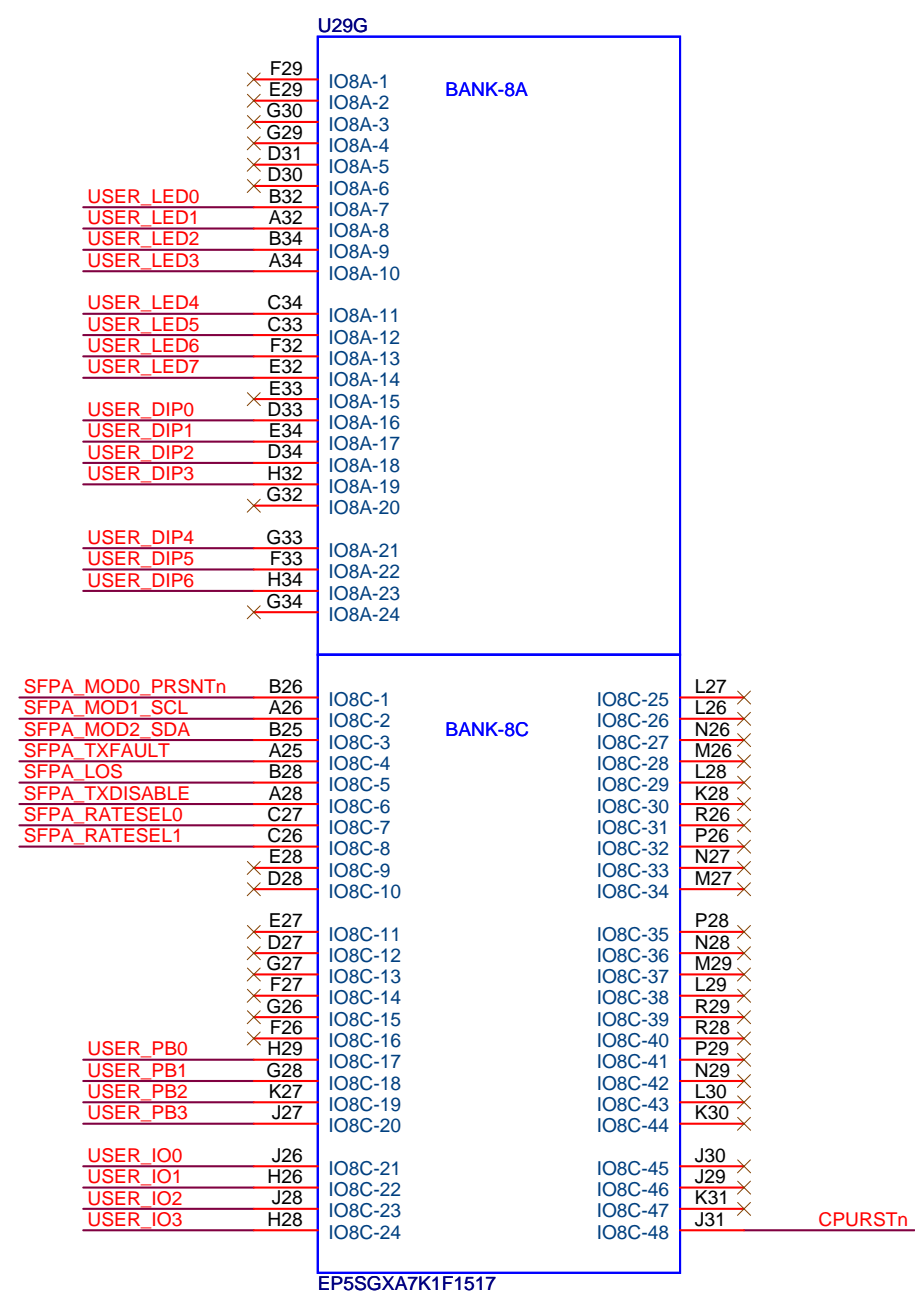 U29G
BANK-8A
F29 IO8A-1
E29 IO8A-2
G30 IO8A-3
G29 IO8A-4
D31 IO8A-5
D30 IO8A-6
USER_LED0 B32 IO8A-7
USER_LED1 A32 IO8A-8
USER_LED2 B34 IO8A-9
USER_LED3 A34 IO8A-10
USER_LED4 C34 IO8A-11
USER_LED5 C33 IO8A-12
USER_LED6 F32 IO8A-13
USER_LED7 E32 IO8A-14
E33 IO8A-15
USER_DIP0 D33 IO8A-16
USER_DIP1 E34 IO8A-17
USER_DIP2 D34 IO8A-18
USER_DIP3 H32 IO8A-19
G32 IO8A-20
USER_DIP4 G33 IO8A-21
USER_DIP5 F33 IO8A-22
USER_DIP6 H34 IO8A-23
G34 IO8A-24
BANK-8C
SFPA_MOD0_PRSNTn B26 IO8C-1 IO8C-25 L27
SFPA_MOD1_SCL A26 IO8C-2 IO8C-26 L26
SFPA_MOD2_SDA B25 IO8C-3 IO8C-27 N26
SFPA_TXFAULT A25 IO8C-4 IO8C-28 M26
SFPA_LOS B28 IO8C-5 IO8C-29 L28
SFPA_TXDISABLE A28 IO8C-6 IO8C-30 K28
SFPA_RATESEL0 C27 IO8C-7 IO8C-31 R26
SFPA_RATESEL1 C26 IO8C-8 IO8C-32 P26
E28 IO8C-9 IO8C-33 N27
D28 IO8C-10 IO8C-34 M27
E27 IO8C-11 IO8C-35 P28
D27 IO8C-12 IO8C-36 N28
G27 IO8C-13 IO8C-37 M29
F27 IO8C-14 IO8C-38 L29
G26 IO8C-15 IO8C-39 R29
F26 IO8C-16 IO8C-40 R28
USER_PB0 H29 IO8C-17 IO8C-41 P29
USER_PB1 G28 IO8C-18 IO8C-42 N29
USER_PB2 K27 IO8C-19 IO8C-43 L30
USER_PB3 J27 IO8C-20 IO8C-44 K30
USER_IO0 J26 IO8C-21 IO8C-45 J30
USER_IO1 H26 IO8C-22 IO8C-46 J29
USER_IO2 J28 IO8C-23 IO8C-47 K31
USER_IO3 H28 IO8C-24 IO8C-48 J31 CPURSTn
EP5SGXA7K1F1517